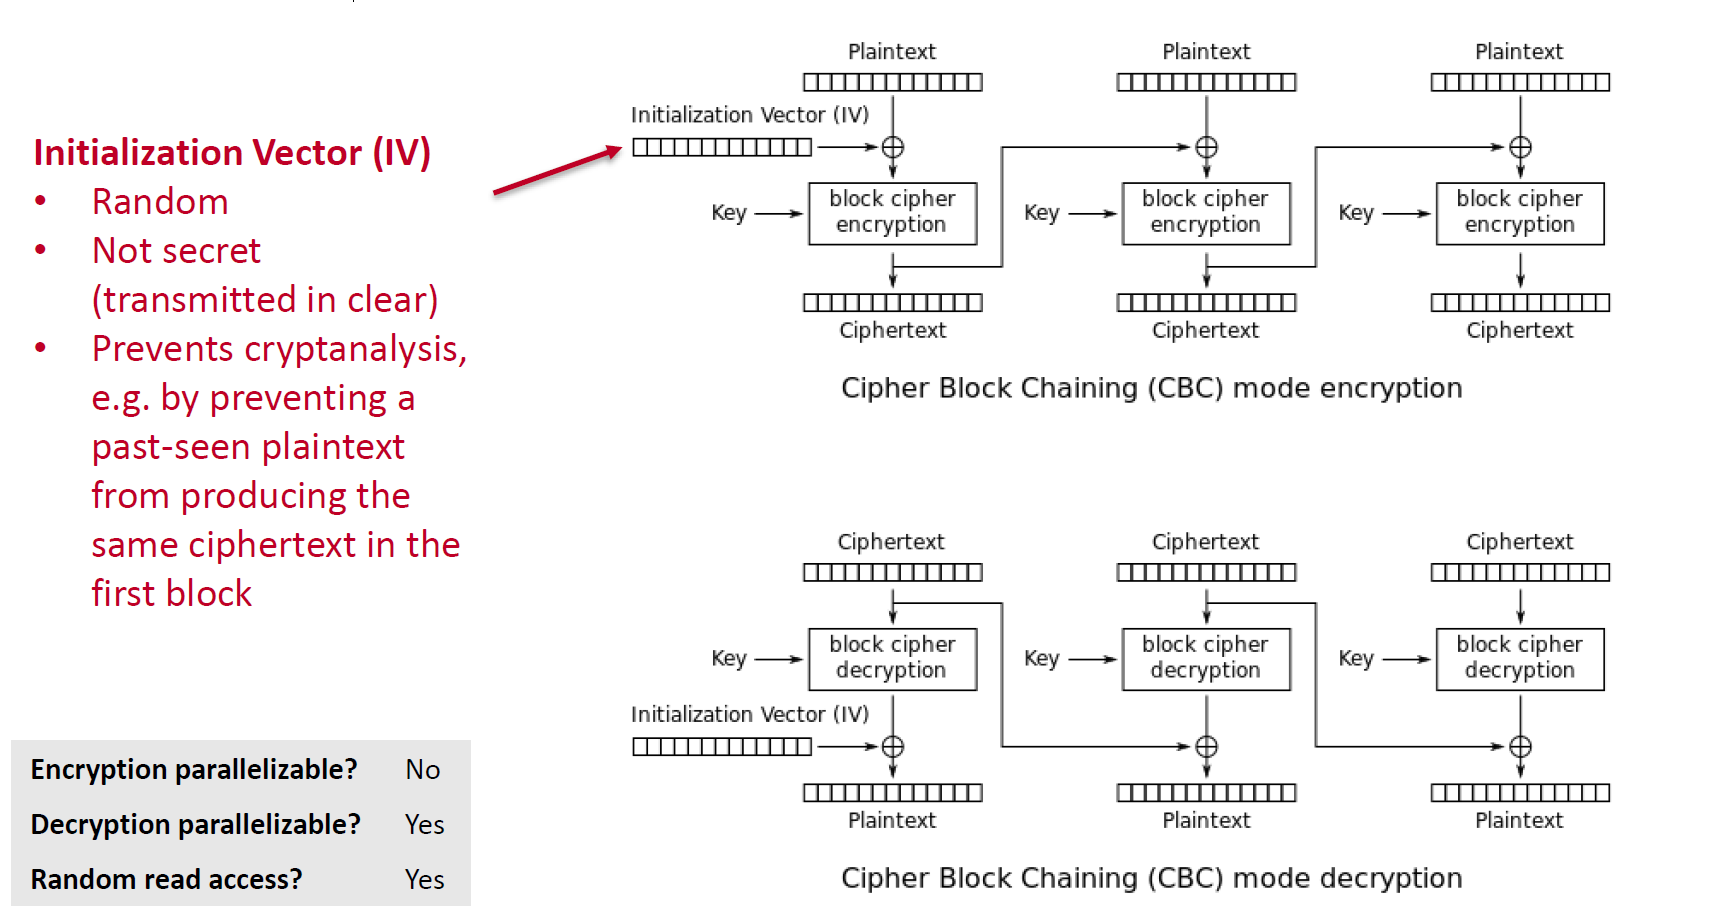 Initialization Vector (IV)
• Random
• Not secret
(transmitted in clear)
• Prevents cryptanalysis,
e.g. by preventing a
past-seen plaintext
from producing the
same ciphertext in the
first block
Encryption parallelizable? No
Decryption parallelizable? Yes
Random read access? Yes
Plaintext Plaintext Plaintext
Initialization Vector (IV)
Key block cipher encryption Key block cipher encryption Key block cipher encryption
Ciphertext Ciphertext Ciphertext
Cipher Block Chaining (CBC) mode encryption
Ciphertext Ciphertext Ciphertext
Key block cipher decryption Key block cipher decryption Key block cipher decryption
Initialization Vector (IV)
Plaintext Plaintext Plaintext
Cipher Block Chaining (CBC) mode decryption